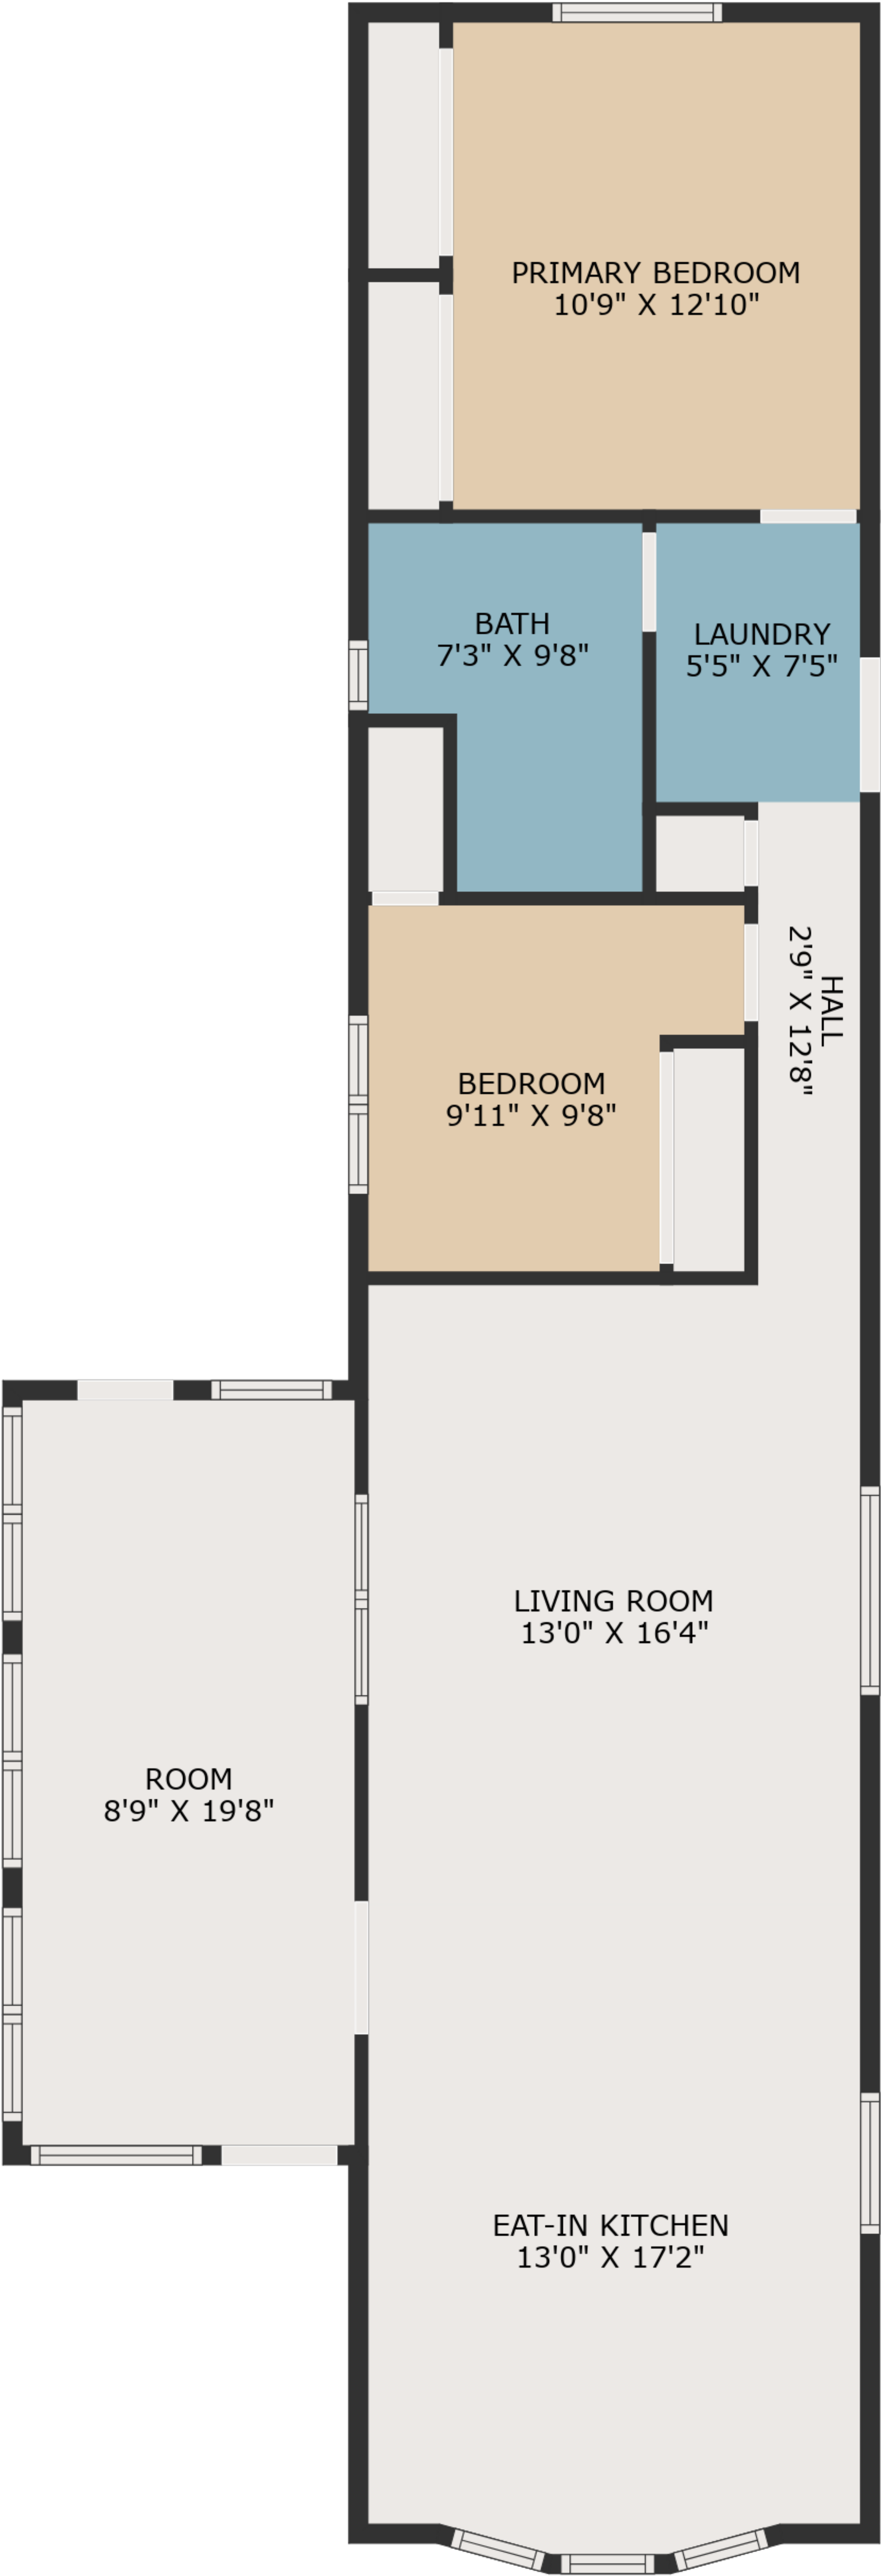 PRIMARY BEDROOM
10'9" X 12'10"
BATH
7'3" X 9'8"
LAUNDRY
5'5" X 7'5"
HALL
2'9" X 12'8"
BEDROOM
9'11" X 9'8"
LIVING ROOM
13'0" X 16'4"
ROOM
8'9" X 19'8"
EAT-IN KITCHEN
13'0" X 17'2"